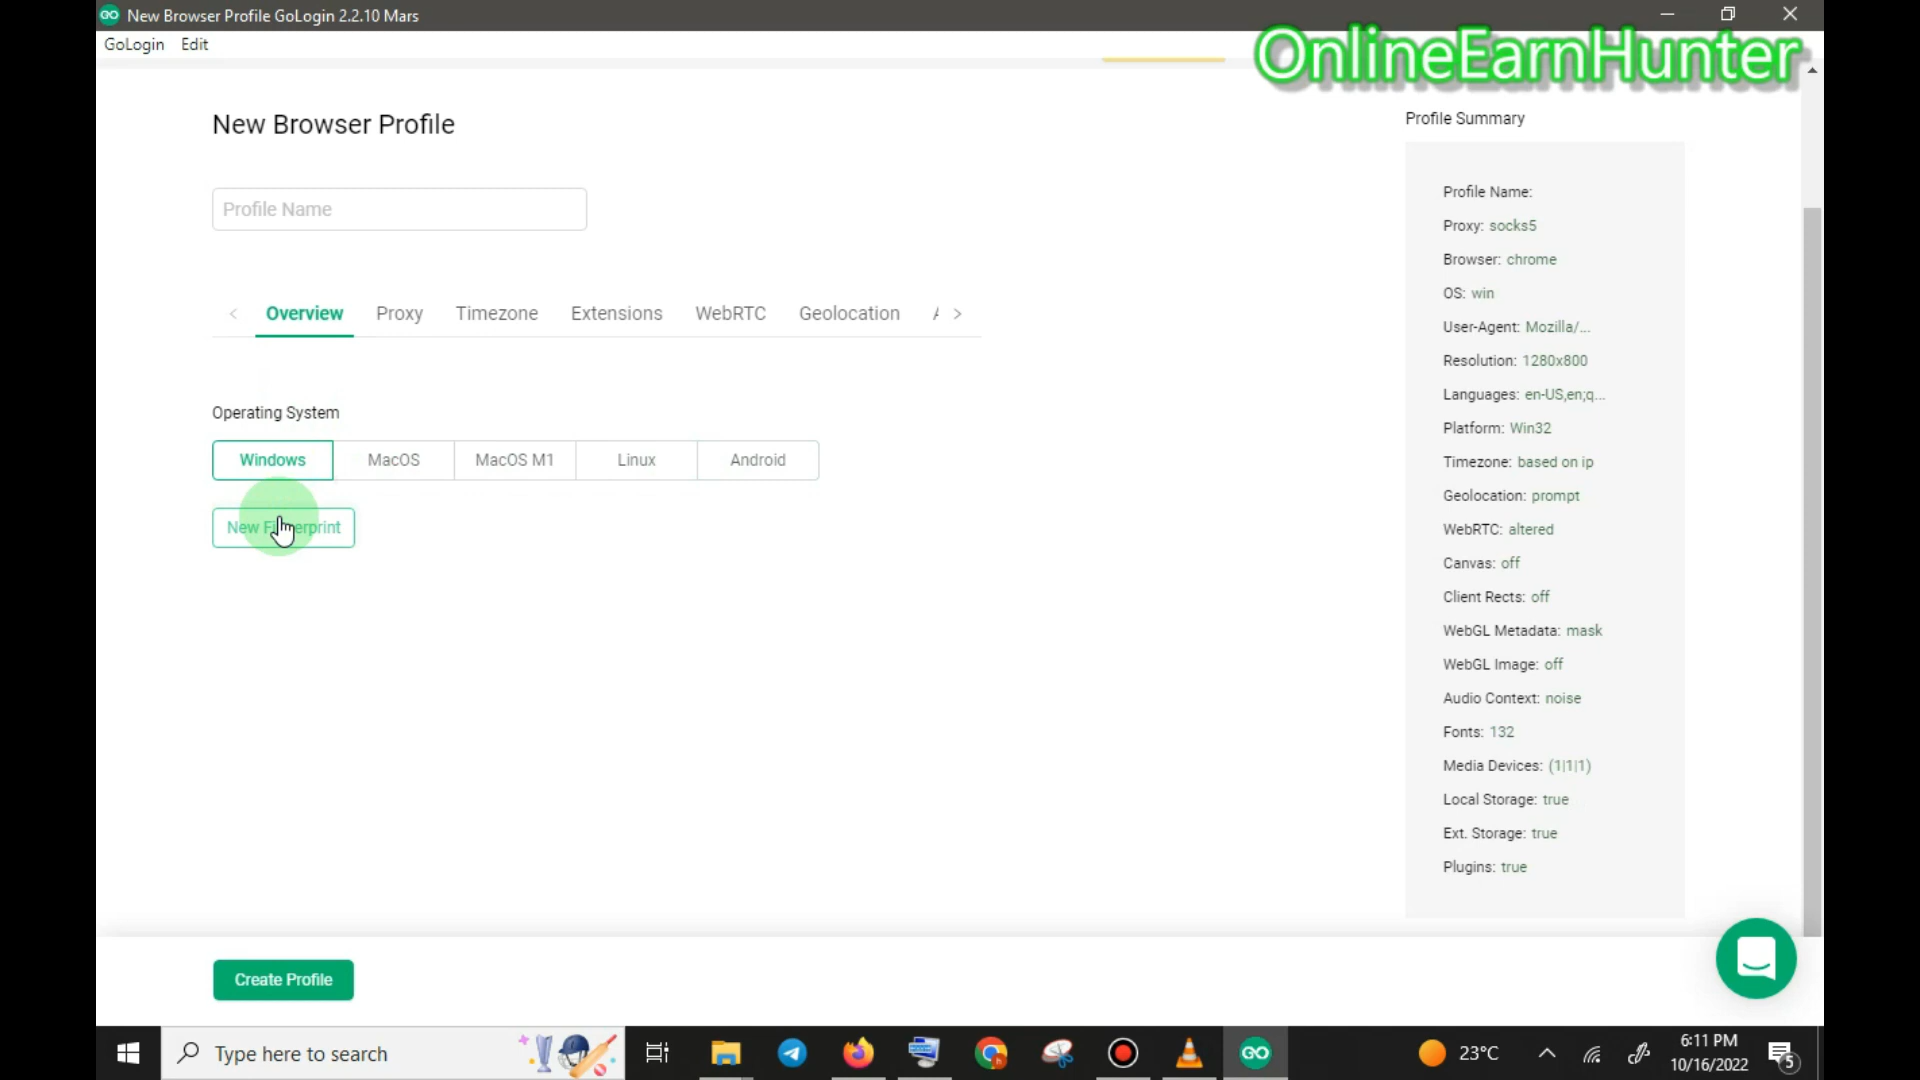 New Browser Profile GoLogin 2.2.10 Mars
GoLogin Edit
OnlineEarnHunter
New Browser Profile
Profile Name
Overview Proxy Timezone Extensions WebRTC Geolocation
Operating System
Windows MacOS MacOS M1 Linux Android
New Fingerprint
Create Profile
Profile Summary
Profile Name:
Proxy: socks5
Browser: chrome
OS: win
User-Agent: Mozilla/...
Resolution: 1280x800
Languages: en-US,en;q...
Platform: Win32
Timezone: based on ip
Geolocation: prompt
WebRTC: altered
Canvas: off
Client Rects: off
WebGL Metadata: mask
WebGL Image: off
Audio Context: noise
Fonts: 132
Media Devices: (1|1|1)
Local Storage: true
Ext. Storage: true
Plugins: true
Type here to search
GO
23°C
6:11 PM
10/16/2022
5